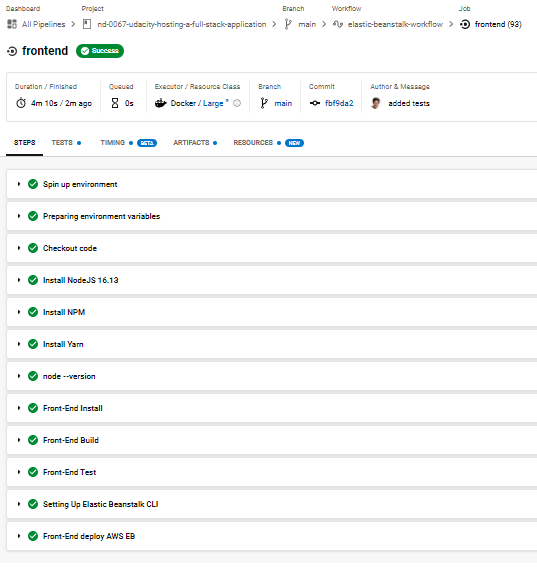 Dashboard Project Branch Workflow Job
All Pipelines nd-0067-udacity-hosting-a-full-stack-application main elastic-beanstalk-workflow frontend (93)
frontend Success
Duration / Finished Queued Executor / Resource Class Branch Commit Author & Message
4m 10s / 2m ago 0s Docker / Large main fbf9da2 added tests
STEPS TESTS TIMING BETA ARTIFACTS RESOURCES NEW
Spin up environment
Preparing environment variables
Checkout code
Install NodeJS 16.13
Install NPM
Install Yarn
node --version
Front-End Install
Front-End Build
Front-End Test
Setting Up Elastic Beanstalk CLI
Front-End deploy AWS EB